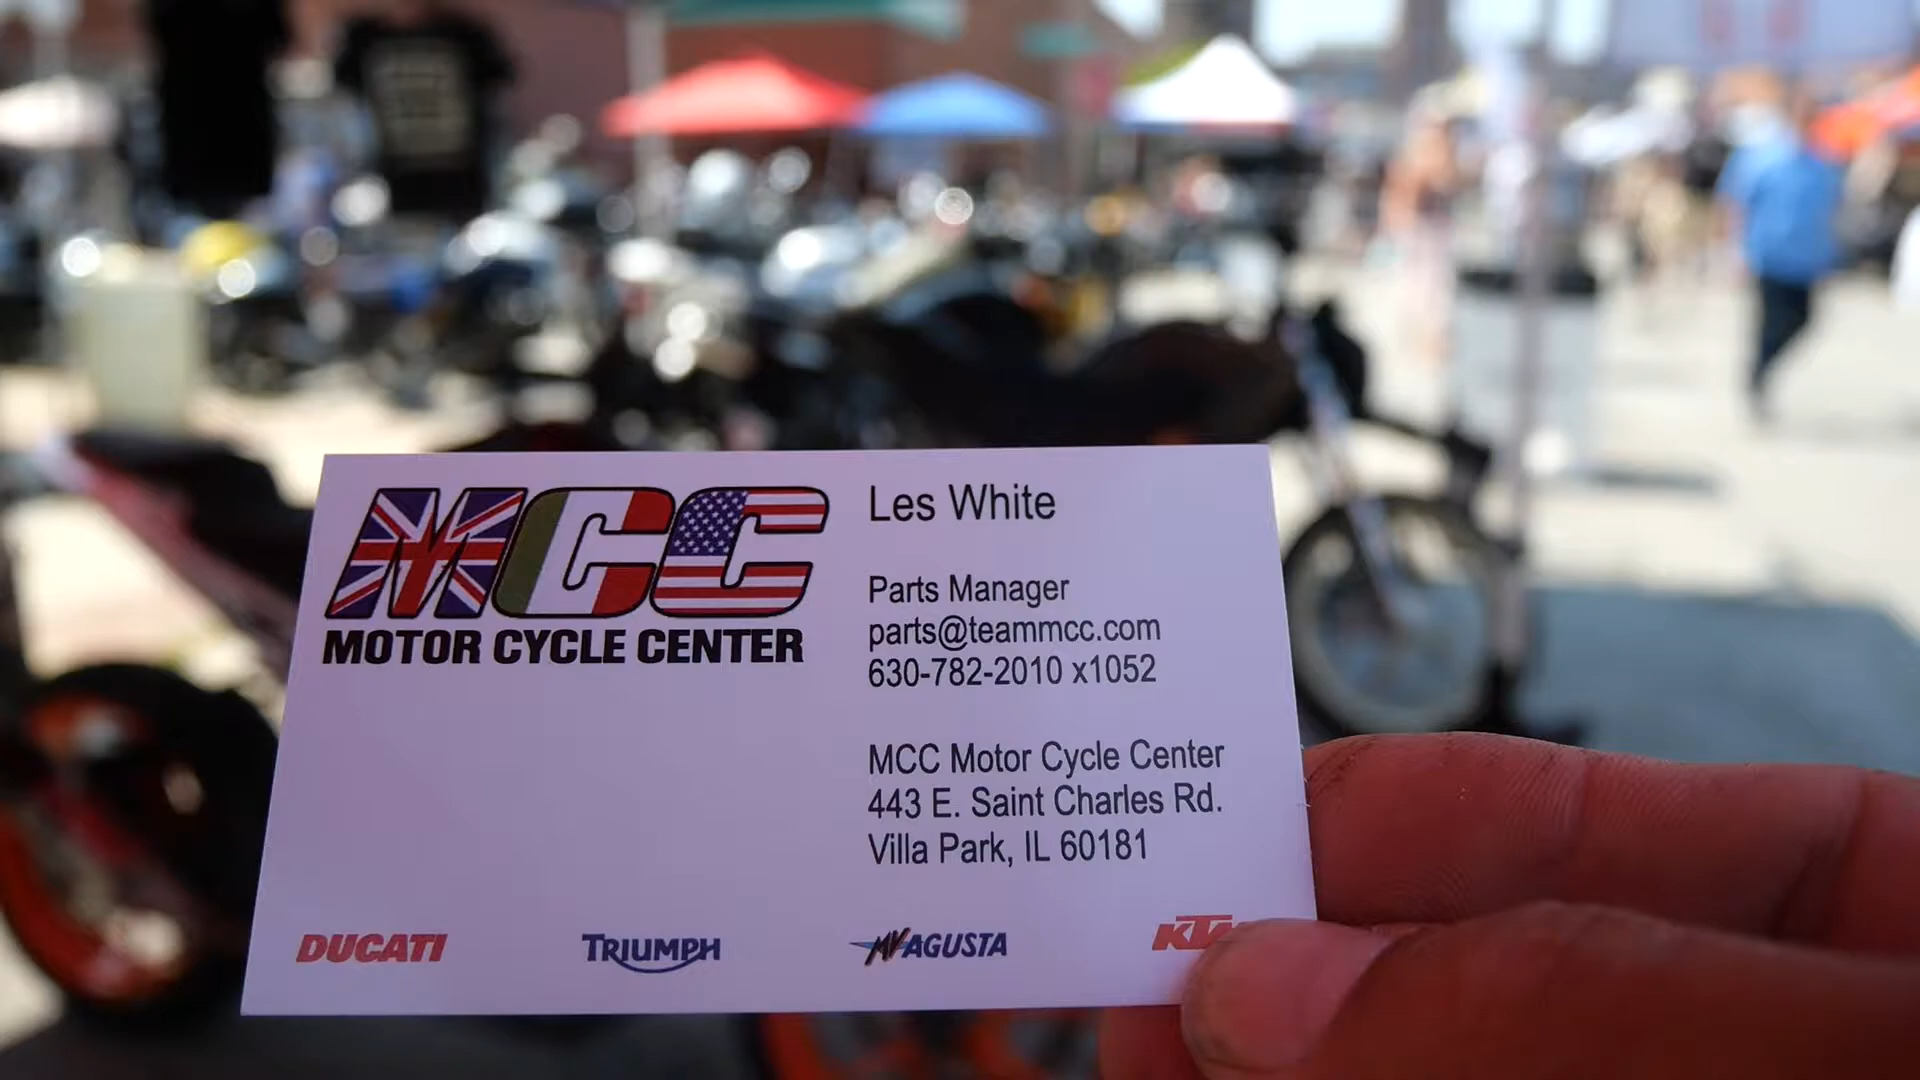 MCC
MOTOR CYCLE CENTER
Les White
Parts Manager
parts@teammcc.com
630-782-2010 x1052
MCC Motor Cycle Center
443 E. Saint Charles Rd.
Villa Park, IL 60181
DUCATI
TRIUMPH
MV AGUSTA
KTM